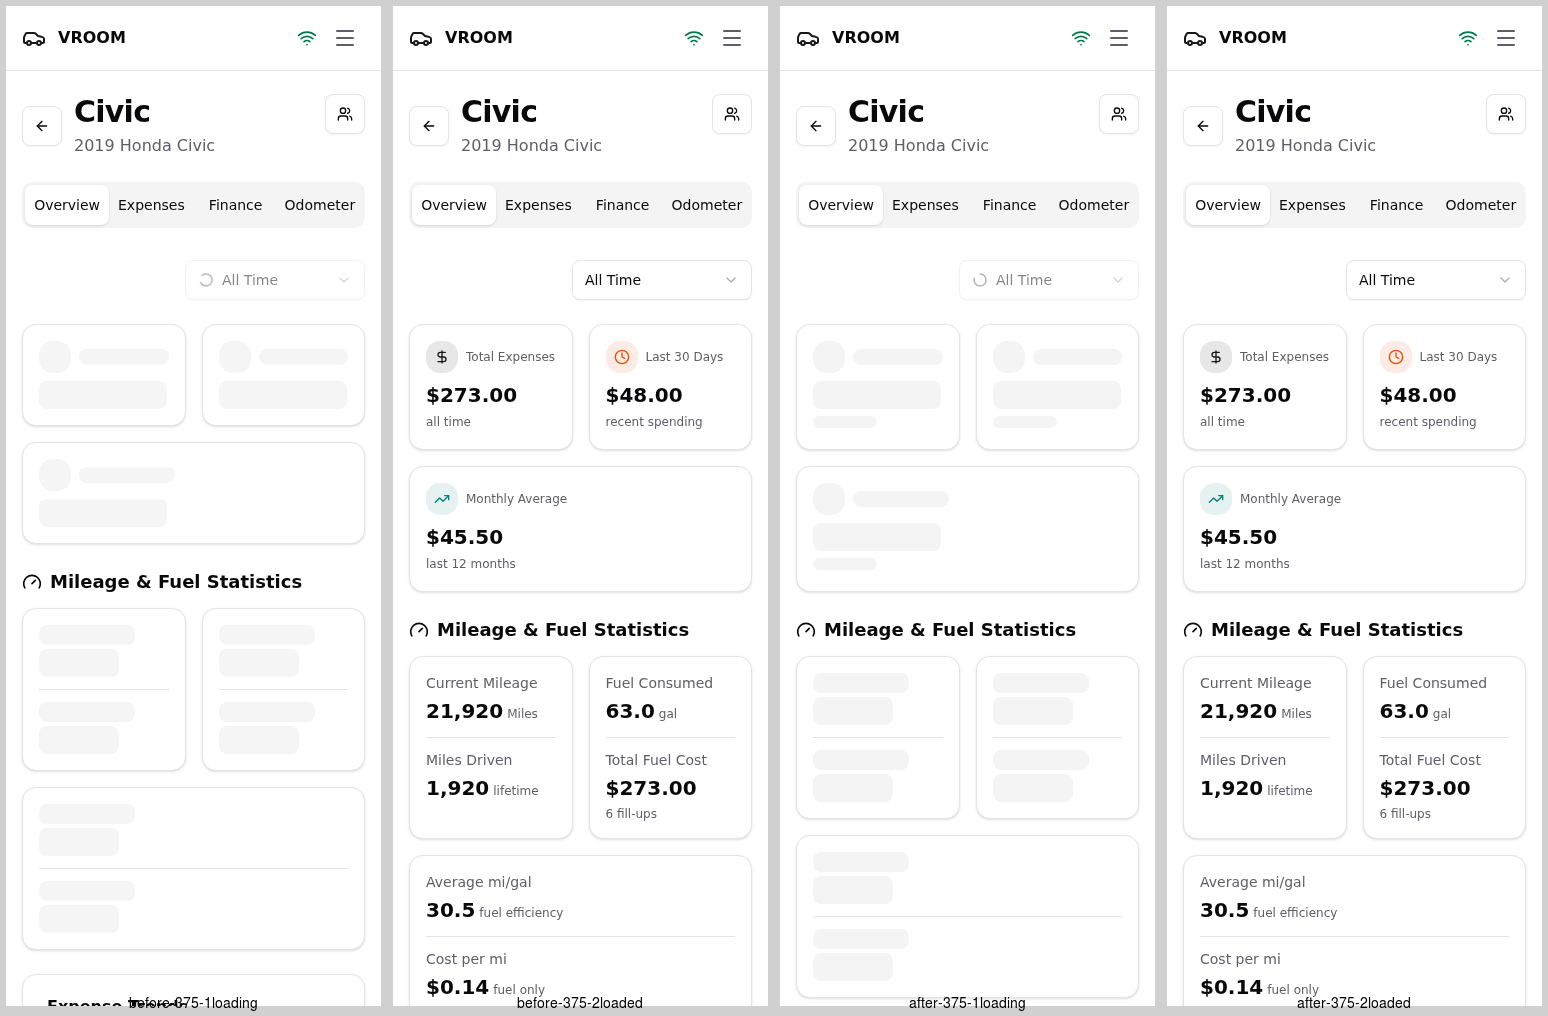 VROOM
Civic
2019 Honda Civic
Overview Expenses Finance Odometer
All Time
Mileage & Fuel Statistics
before-375-1loading
VROOM
Civic
2019 Honda Civic
Overview Expenses Finance Odometer
All Time
Total Expenses
$273.00
all time
Last 30 Days
$48.00
recent spending
Monthly Average
$45.50
last 12 months
Mileage & Fuel Statistics
Current Mileage
21,920 Miles
Miles Driven
1,920 lifetime
Fuel Consumed
63.0 gal
Total Fuel Cost
$273.00
6 fill-ups
Average mi/gal
30.5 fuel efficiency
Cost per mi
$0.14 fuel only
before-375-2loaded
VROOM
Civic
2019 Honda Civic
Overview Expenses Finance Odometer
All Time
Mileage & Fuel Statistics
after-375-1loading
VROOM
Civic
2019 Honda Civic
Overview Expenses Finance Odometer
All Time
Total Expenses
$273.00
all time
Last 30 Days
$48.00
recent spending
Monthly Average
$45.50
last 12 months
Mileage & Fuel Statistics
Current Mileage
21,920 Miles
Miles Driven
1,920 lifetime
Fuel Consumed
63.0 gal
Total Fuel Cost
$273.00
6 fill-ups
Average mi/gal
30.5 fuel efficiency
Cost per mi
$0.14 fuel only
after-375-2loaded